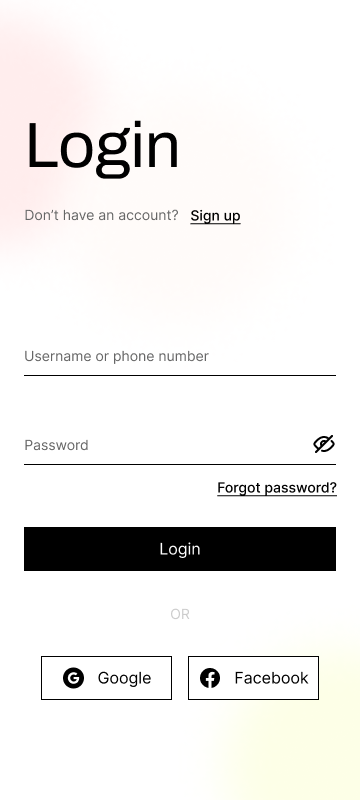 Login
Don’t have an account? Sign up
Username or phone number
Password
Forgot password?
Login
OR
Google Facebook